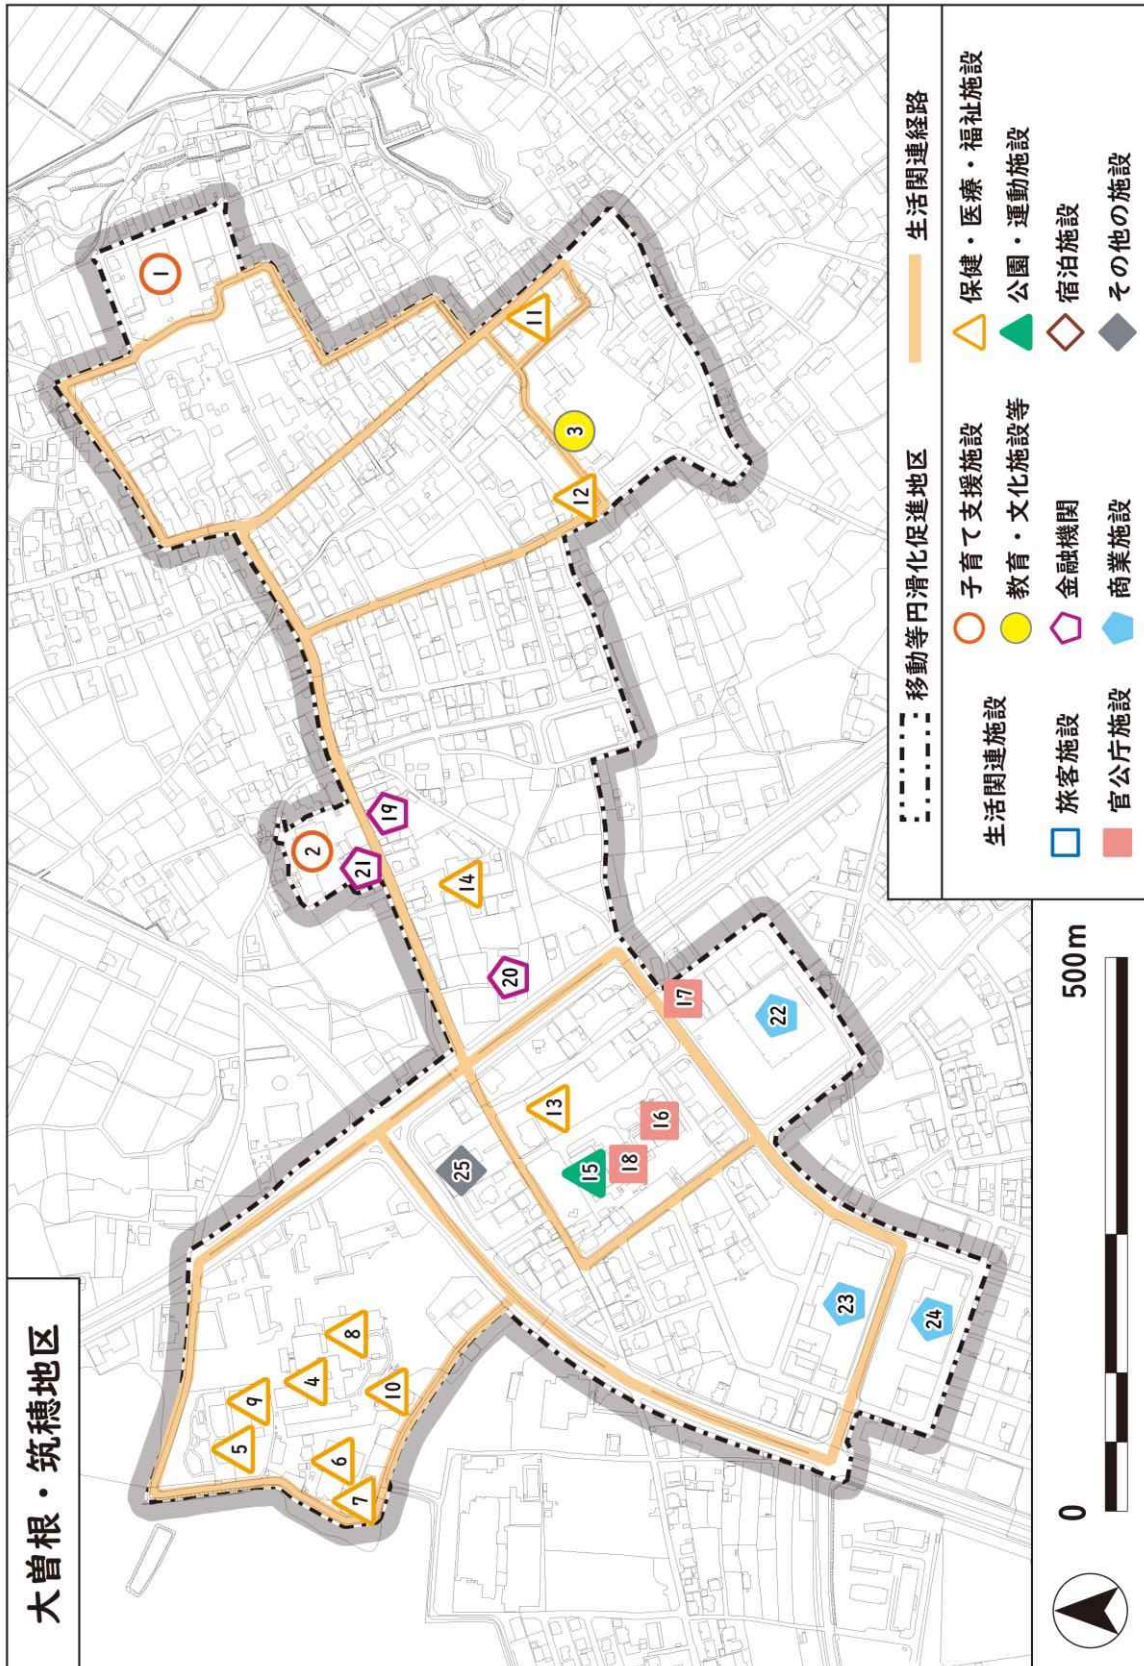 大曽根・筑穂地区
1
2
3
4
5
6
7
8
9
10
11
12
13
14
15
16
17
18
19
20
21
22
23
24
25
移動等円滑化促進地区
生活関連経路
生活関連施設
子育て支援施設
保健・医療・福祉施設
教育・文化施設等
公園・運動施設
旅客施設
金融機関
宿泊施設
官公庁施設
商業施設
その他の施設
0
500m